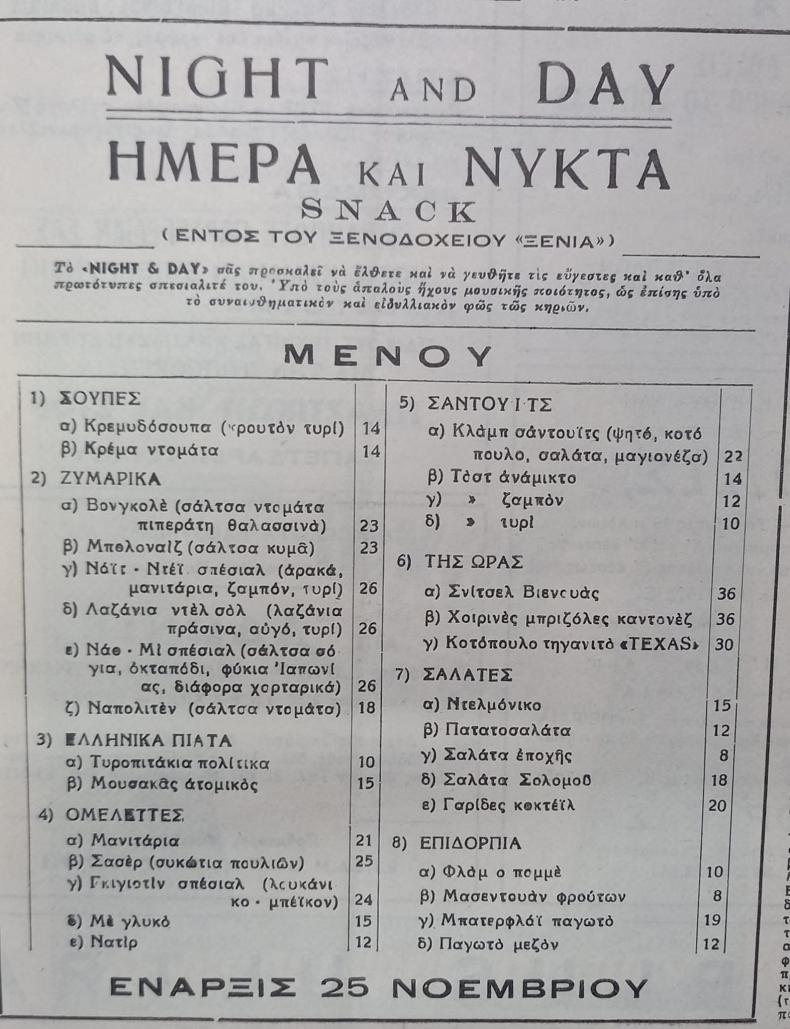 NIGHT AND DAY
ΗΜΕΡΑ ΚΑΙ ΝΥΚΤΑ
SNACK
(ΕΝΤΟΣ ΤΟΥ ΞΕΝΟΔΟΧΕΙΟΥ «ΞΕΝΙΑ»)
Τὸ «NIGHT & DAY» σᾶς προσκαλεῖ νὰ ἔλθετε καὶ νὰ γευθῆτε τὶς εὔγεστες καὶ καθ' ὅλα
πρωτότυπες σπεσιαλιτέ του. Ὑπὸ τοὺς ἁπαλοὺς ἤχους μουσικῆς ποιότητος, ὡς ἐπίσης ὑπὸ
τὸ συναισθηματικὸν καὶ εἰδυλλιακὸν φῶς τῶς κηριῶν.
ΜΕΝΟΥ
1) ΣΟΥΠΕΣ
α) Κρεμυδόσουπα (κρουτὸν τυρί) 14
β) Κρέμα ντομάτα 14
2) ΖΥΜΑΡΙΚΑ
α) Βονγκολὲ (σάλτσα ντομάτα
πιπεράτη θαλασσινὰ) 23
β) Μπολοναὶζ (σάλτσα κυμᾶ) 23
γ) Νάϊτ - Ντέϊ σπέσιαλ (ἀρακά,
μανιτάρια, ζαμπόν, τυρί) 26
δ) Λαζάνια ντὲλ σὸλ (λαζάνια
πράσινα, αὐγό, τυρί) 26
ε) Νάο - Μὶ σπέσιαλ (σάλτσα σό
για, ὀκταπόδι, φύκια Ἰαπωνί
ας, διάφορα χορταρικά) 26
ζ) Ναπολιτὲν (σάλτσα ντομάτα) 18
3) ΕΛΛΗΝΙΚΑ ΠΙΑΤΑ
α) Τυροπιτάκια πολίτικα 10
β) Μουσακᾶς ἀτομικὸς 15
4) ΟΜΕΛΕΤΤΕΣ
α) Μανιτάρια 21
β) Σασὲρ (συκώτια πουλιῶν) 25
γ) Γκιγιοτὶν σπέσιαλ (λουκάνι
κο - μπέϊκον) 24
δ) Μὲ γλυκὸ 15
ε) Νατὶρ 12
5) ΣΑΝΤΟΥΙΤΣ
α) Κλὰμπ σάντουϊτς (ψητό, κοτό
πουλο, σαλάτα, μαγιονέζα) 22
β) Τὸστ ἀνάμικτο 14
γ) » ζαμπὸν 12
δ) » τυρὶ 10
6) ΤΗΣ ΩΡΑΣ
α) Σνίτσελ Βιενουὰς 36
β) Χοιρινὲς μπριζόλες καντονὲζ 36
γ) Κοτόπουλο τηγανιτὸ «TEXAS» 30
7) ΣΑΛΑΤΕΣ
α) Ντελμόνικο 15
β) Πατατοσαλάτα 12
γ) Σαλάτα ἐποχῆς 8
δ) Σαλάτα Σολομοῦ 18
ε) Γαρίδες κοκτέϊλ 20
8) ΕΠΙΔΟΡΠΙΑ
α) Φλὰμ ο πομμὲ 10
β) Μασεντουὰν φρούτων 8
γ) Μπατερφλάϊ παγωτὸ 19
δ) Παγωτὸ μεζὸν 12
ΕΝΑΡΞΙΣ 25 ΝΟΕΜΒΡΙΟΥ